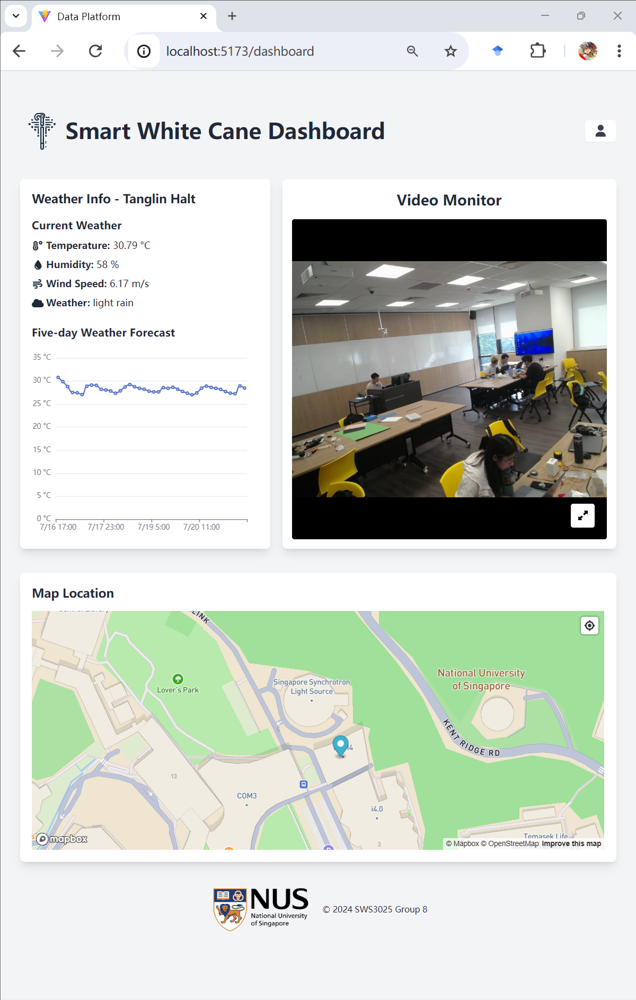 Data Platform
localhost:5173/dashboard
Smart White Cane Dashboard
Weather Info - Tanglin Halt
Current Weather
Temperature: 30.79 °C
Humidity: 58 %
Wind Speed: 6.17 m/s
Weather: light rain
Five-day Weather Forecast
35 °C
30 °C
25 °C
20 °C
15 °C
10 °C
5 °C
0 °C
7/16 17:00 7/17 23:00 7/19 5:00 7/20 11:00
Video Monitor
Map Location
Central Library
LINK
Lover's Park
Singapore Synchrotron
Light Source
National University
of Singapore
KENT RIDGE RD
5
13
COM3
i4.0
3
Temasek Life
Sciences Laboratory
mapbox
© Mapbox © OpenStreetMap Improve this map
NUS
National University
of Singapore
© 2024 SWS3025 Group 8